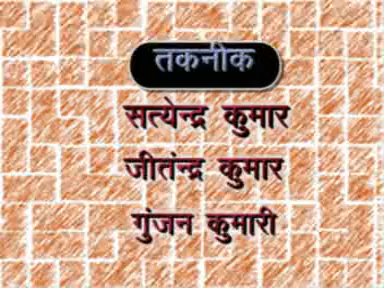 तकनीक
सत्येन्द्र कुमार
जीतंन्द्र कुमार
गुंजन कुमारी